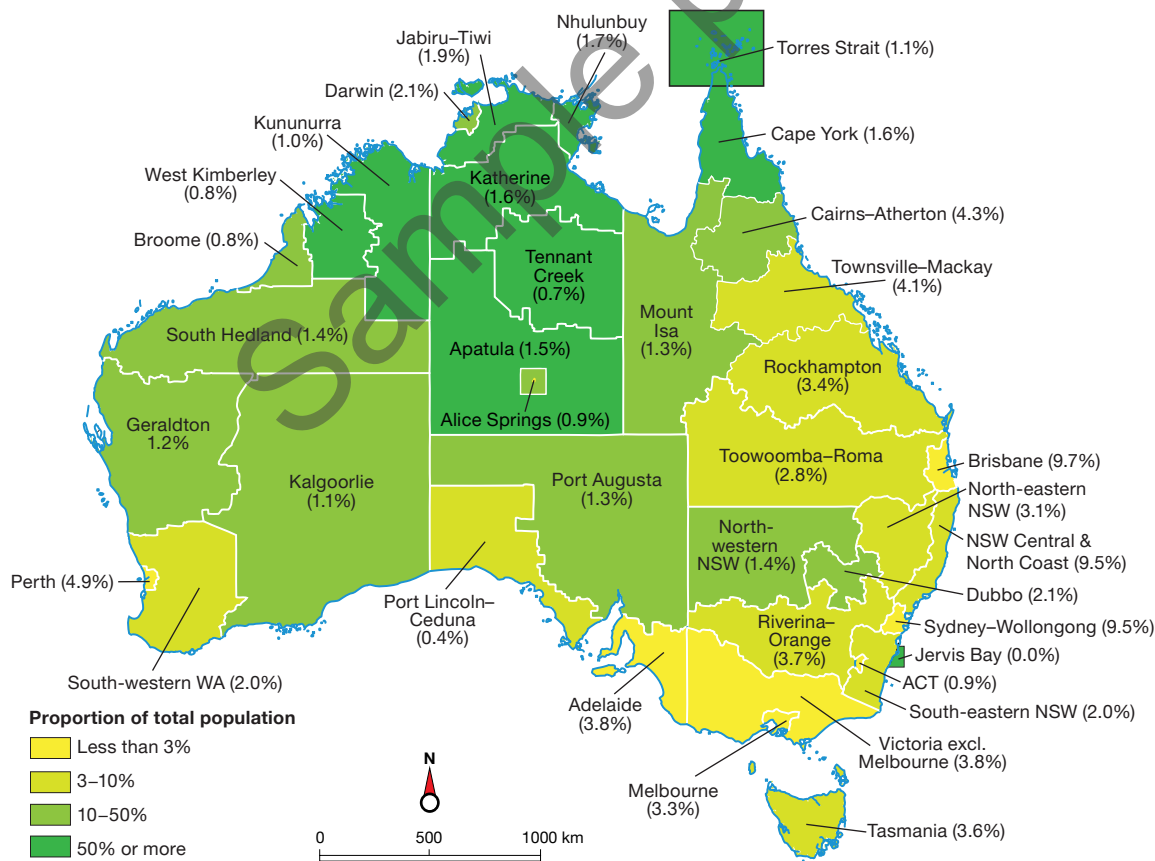 Nhulunbuy
(1.7%)
Jabiru–Tiwi
(1.9%)
Torres Strait (1.1%)
Darwin (2.1%)
Kununurra
(1.0%)
Cape York (1.6%)
West Kimberley
(0.8%)
Katherine
(1.6%)
Cairns–Atherton (4.3%)
Broome (0.8%)
Tennant
Creek
(0.7%)
Townsville–Mackay
(4.1%)
South Hedland (1.4%)
Mount
Isa
(1.3%)
Apatula (1.5%)
Rockhampton
(3.4%)
Alice Springs (0.9%)
Geraldton
1.2%
Toowoomba–Roma
(2.8%)
Brisbane (9.7%)
Kalgoorlie
(1.1%)
Port Augusta
(1.3%)
North-eastern
NSW (3.1%)
North-
western
NSW (1.4%)
NSW Central &
North Coast (9.5%)
Perth (4.9%)
Port Lincoln–
Ceduna
(0.4%)
Dubbo (2.1%)
Riverina–
Orange
(3.7%)
Sydney–Wollongong (9.5%)
Jervis Bay (0.0%)
ACT (0.9%)
South-western WA (2.0%)
Adelaide
(3.8%)
South-eastern NSW (2.0%)
Victoria excl.
Melbourne (3.8%)
Melbourne
(3.3%)
Tasmania (3.6%)
Proportion of total population
Less than 3%
3–10%
10–50%
50% or more
N
0 500 1000 km
Sample